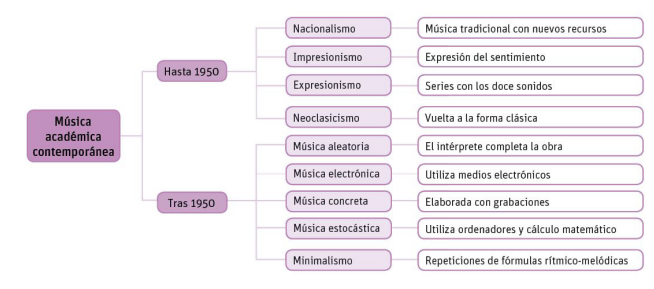 Música
académica
contemporánea
Hasta 1950
Nacionalismo
Música tradicional con nuevos recursos
Impresionismo
Expresión del sentimiento
Expresionismo
Series con los doce sonidos
Neoclasicismo
Vuelta a la forma clásica
Tras 1950
Música aleatoria
El intérprete completa la obra
Música electrónica
Utiliza medios electrónicos
Música concreta
Elaborada con grabaciones
Música estocástica
Utiliza ordenadores y cálculo matemático
Minimalismo
Repeticiones de fórmulas rítmico-melódicas